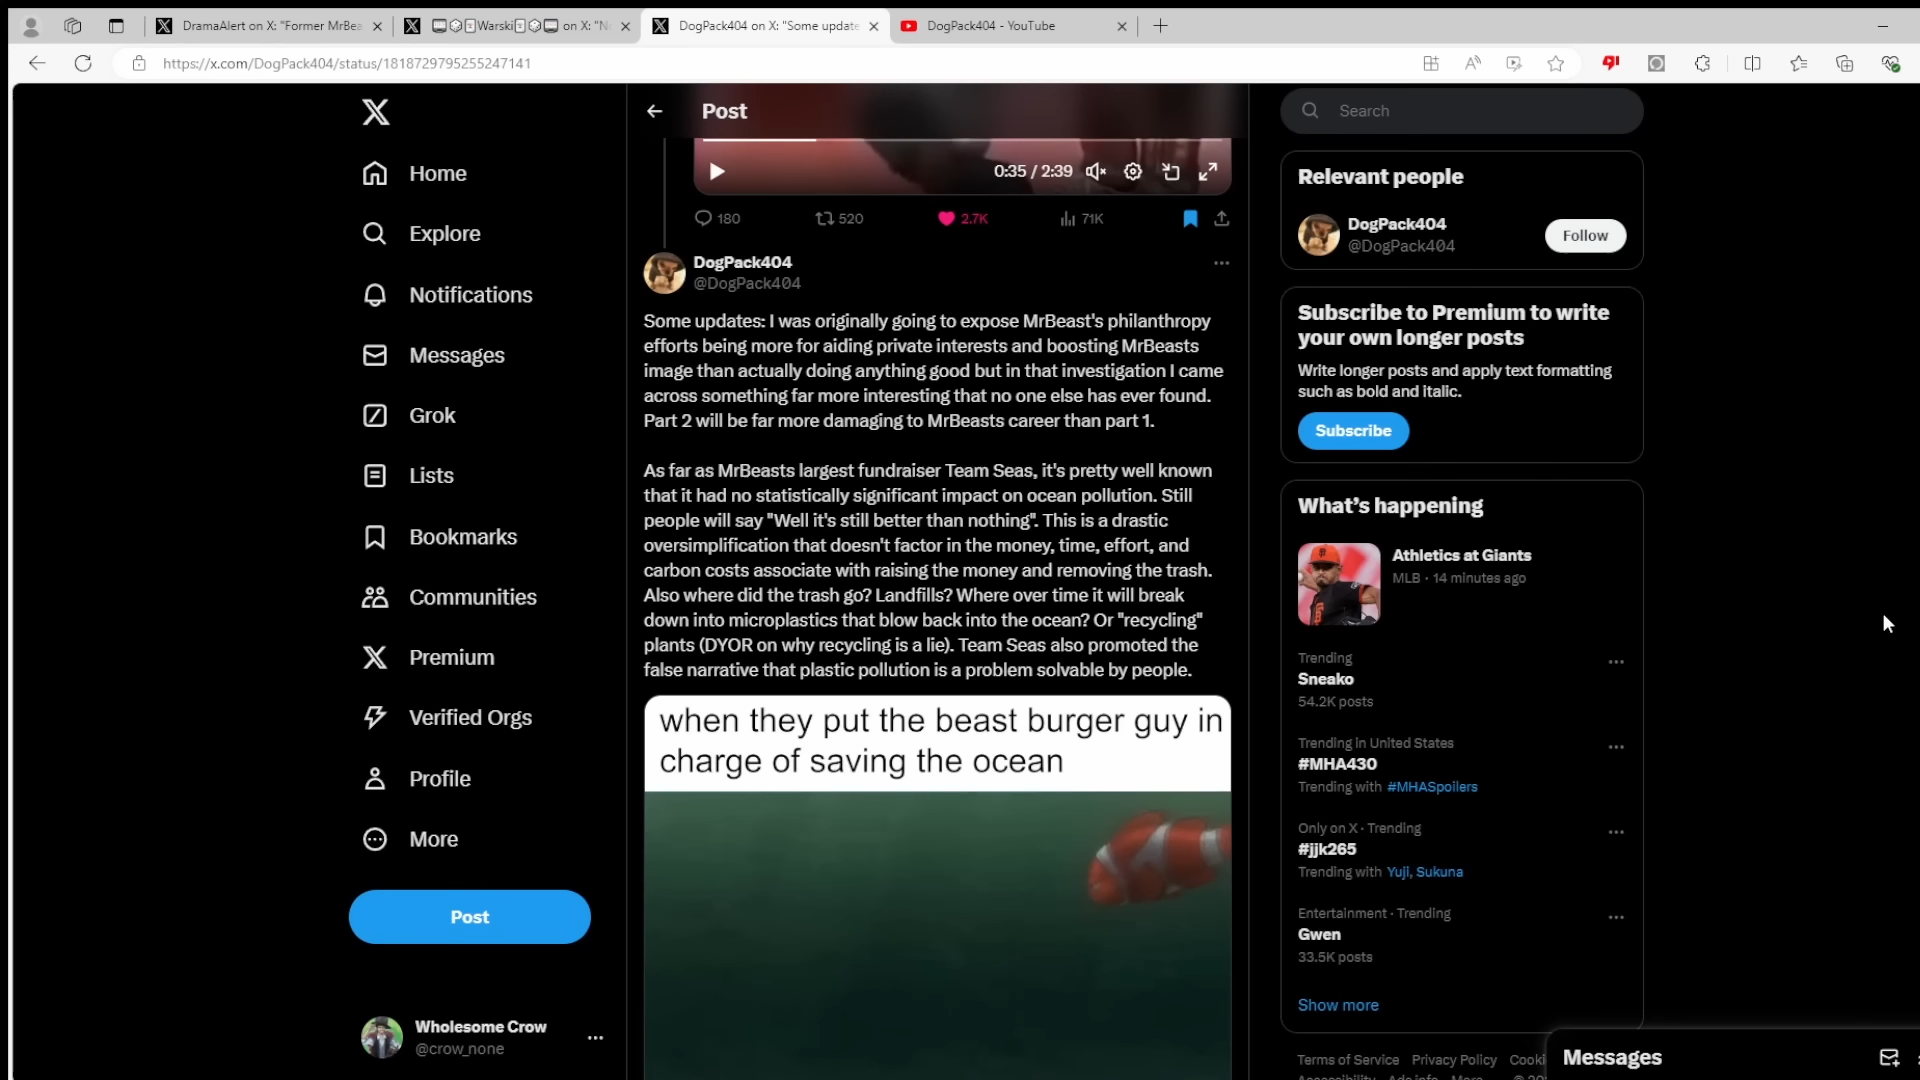 DramaAlert on X: "Former MrBea
Warski
on X: "N
DogPack404 on X: "Some update
DogPack404 - YouTube
https://x.com/DogPack404/status/1818729795255247141
Home
Explore
Notifications
Messages
Grok
Lists
Bookmarks
Communities
Premium
Verified Orgs
Profile
More
Post
Wholesome Crow
@crow_none
Post
0:35 / 2:39
180
520
2.7K
71K
DogPack404
@DogPack404
Some updates: I was originally going to expose MrBeast's philanthropy
efforts being more for aiding private interests and boosting MrBeasts
image than actually doing anything good but in that investigation I came
across something far more interesting that no one else has ever found.
Part 2 will be far more damaging to MrBeasts career than part 1.
As far as MrBeasts largest fundraiser Team Seas, it's pretty well known
that it had no statistically significant impact on ocean pollution. Still
people will say "Well it's still better than nothing". This is a drastic
oversimplification that doesn't factor in the money, time, effort, and
carbon costs associate with raising the money and removing the trash.
Also where did the trash go? Landfills? Where over time it will break
down into microplastics that blow back into the ocean? Or "recycling"
plants (DYOR on why recycling is a lie). Team Seas also promoted the
false narrative that plastic pollution is a problem solvable by people.
when they put the beast burger guy in
charge of saving the ocean
Search
Relevant people
DogPack404
@DogPack404
Follow
Subscribe to Premium to write
your own longer posts
Write longer posts and apply text formatting
such as bold and italic.
Subscribe
What's happening
Athletics at Giants
MLB · 14 minutes ago
Trending
Sneako
54.2K posts
Trending in United States
#MHA430
Trending with #MHASpoilers
Only on X · Trending
#jjk265
Trending with Yuji, Sukuna
Entertainment · Trending
Gwen
33.5K posts
Show more
Terms of Service Privacy Policy Cooki
Messages